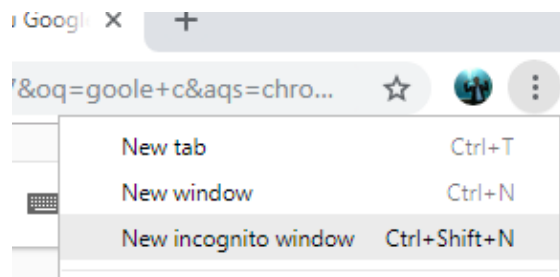 u Googl
7&oq=goole+c&aqs=chro...
New tab Ctrl+T
New window Ctrl+N
New incognito window Ctrl+Shift+N